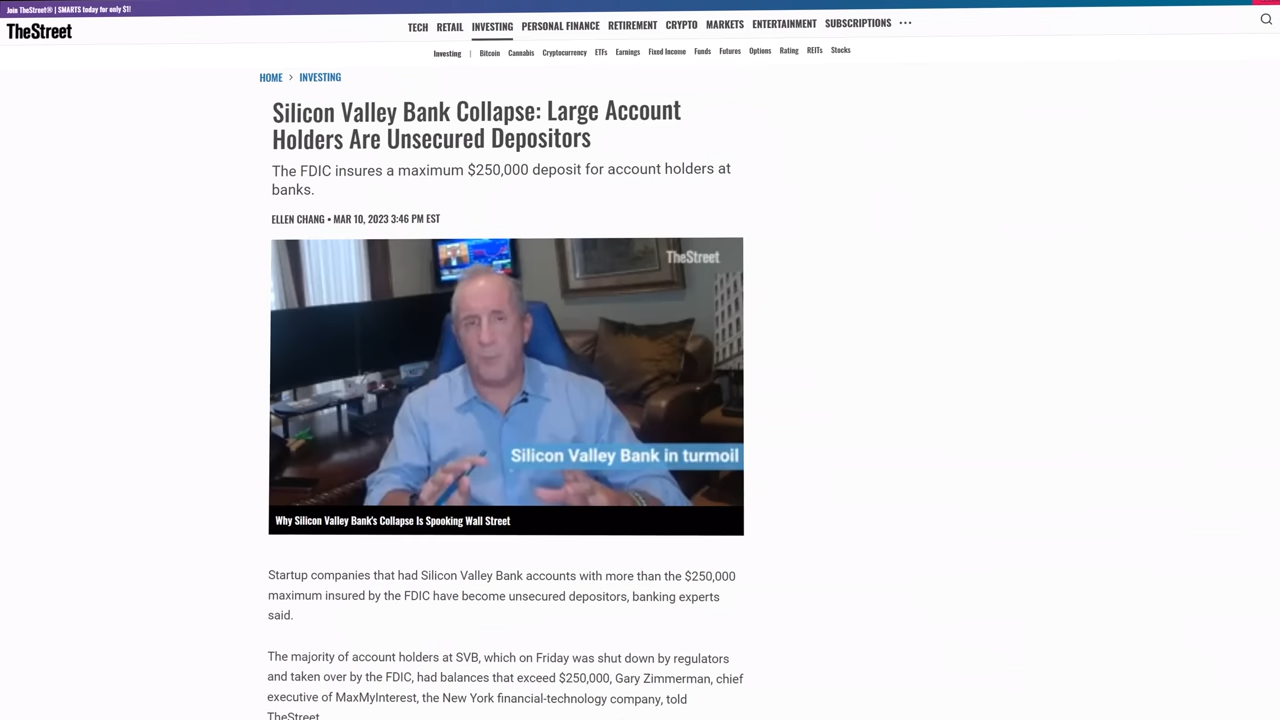 Join TheStreet® | SMARTS today for only $1!
TheStreet
TECH RETAIL INVESTING PERSONAL FINANCE RETIREMENT CRYPTO MARKETS ENTERTAINMENT SUBSCRIPTIONS •••
Investing | Bitcoin Cannabis Cryptocurrency ETFs Earnings Fixed Income Funds Futures Options Rating REITs Stocks
HOME > INVESTING
Silicon Valley Bank Collapse: Large Account
Holders Are Unsecured Depositors
The FDIC insures a maximum $250,000 deposit for account holders at
banks.
ELLEN CHANG • MAR 10, 2023 3:46 PM EST
TheStreet
Silicon Valley Bank in turmoil
Why Silicon Valley Bank's Collapse Is Spooking Wall Street
Startup companies that had Silicon Valley Bank accounts with more than the $250,000
maximum insured by the FDIC have become unsecured depositors, banking experts
said.
The majority of account holders at SVB, which on Friday was shut down by regulators
and taken over by the FDIC, had balances that exceed $250,000, Gary Zimmerman, chief
executive of MaxMyInterest, the New York financial-technology company, told
TheStreet